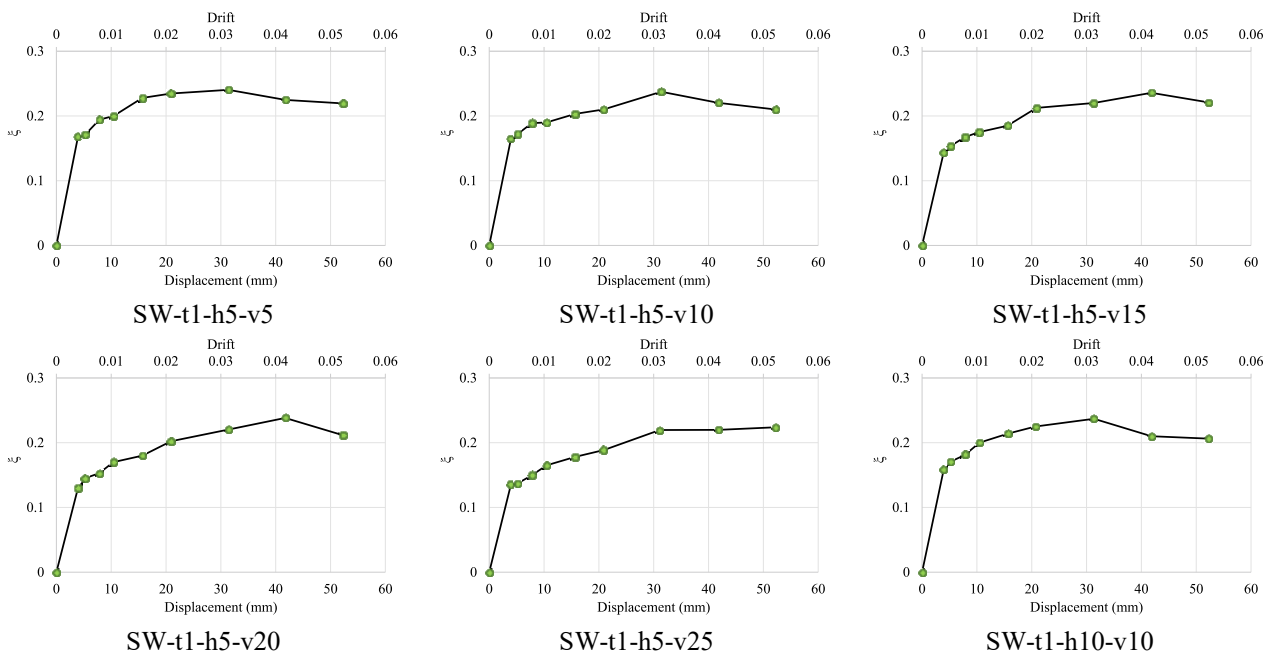 Drift
0 0.01 0.02 0.03 0.04 0.05 0.06
0.3
0.2
ξ
0.1
0
0 10 20 30 40 50 60
Displacement (mm)
SW-t1-h5-v5
Drift
0 0.01 0.02 0.03 0.04 0.05 0.06
0.3
0.2
ξ
0.1
0
0 10 20 30 40 50 60
Displacement (mm)
SW-t1-h5-v10
Drift
0 0.01 0.02 0.03 0.04 0.05 0.06
0.3
0.2
ξ
0.1
0
0 10 20 30 40 50 60
Displacement (mm)
SW-t1-h5-v15
Drift
0 0.01 0.02 0.03 0.04 0.05 0.06
0.3
0.2
ξ
0.1
0
0 10 20 30 40 50 60
Displacement (mm)
SW-t1-h5-v20
Drift
0 0.01 0.02 0.03 0.04 0.05 0.06
0.3
0.2
ξ
0.1
0
0 10 20 30 40 50 60
Displacement (mm)
SW-t1-h5-v25
Drift
0 0.01 0.02 0.03 0.04 0.05 0.06
0.3
0.2
ξ
0.1
0
0 10 20 30 40 50 60
Displacement (mm)
SW-t1-h10-v10